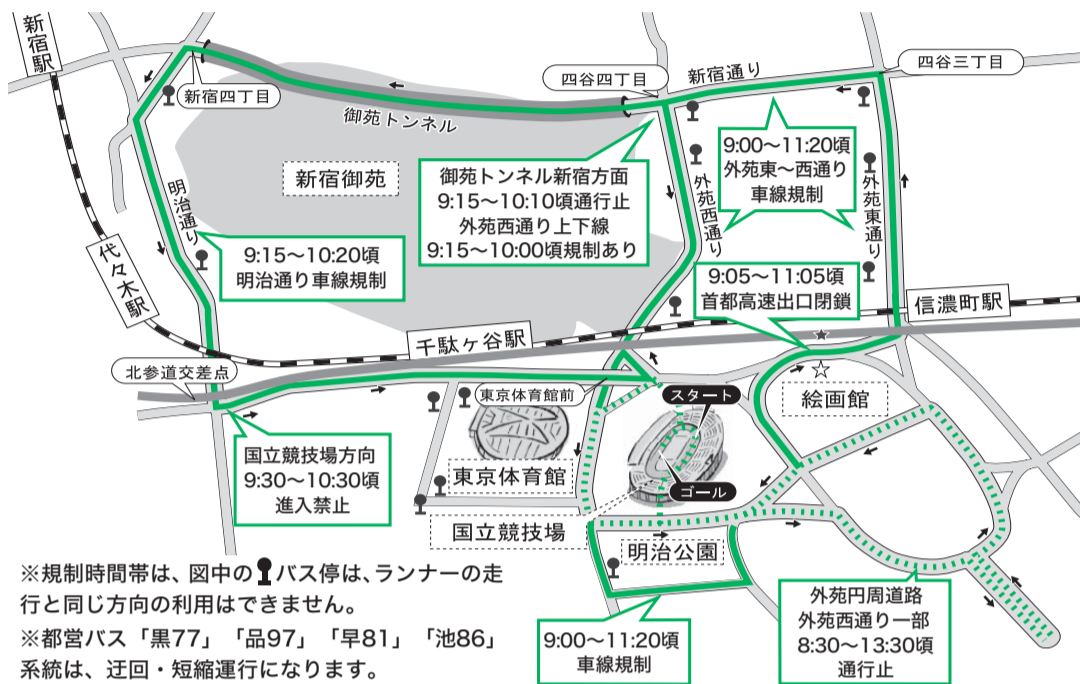 新宿駅
新宿四丁目
御苑トンネル
四谷四丁目
新宿通り
四谷三丁目
新宿御苑
明治通り
代々木駅
9:15〜10:20頃
明治通り車線規制
御苑トンネル新宿方面
9:15〜10:10頃通行止
外苑西通り上下線
9:15〜10:00頃規制あり
外苑西通り
9:00〜11:20頃
外苑東〜西通り
車線規制
外苑東通り
9:05〜11:05頃
首都高速出口閉鎖
信濃町駅
千駄ヶ谷駅
北参道交差点
東京体育館前
スタート
ゴール
絵画館
国立競技場方向
9:30〜10:30頃
進入禁止
東京体育館
国立競技場
明治公園
9:00〜11:20頃
車線規制
外苑円周道路
外苑西通り一部
8:30〜13:30頃
通行止
※規制時間帯は、図中の バス停は、ランナーの走
行と同じ方向の利用はできません。
※都営バス「黒77」「品97」「早81」「池86」
系統は、迂回・短縮運行になります。